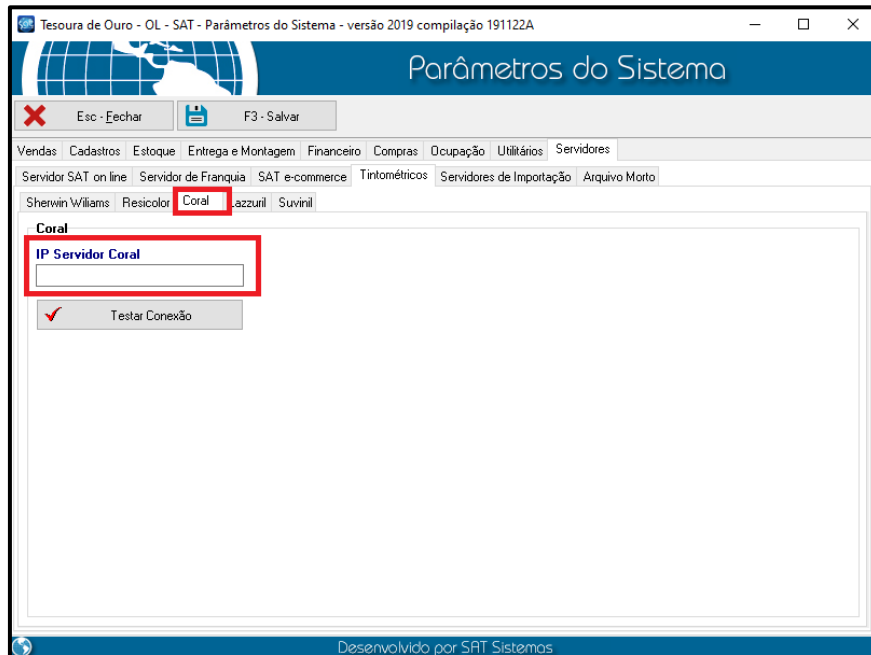 Tesoura de Ouro - OL - SAT - Parâmetros do Sistema - versão 2019 compilação 191122A
Parâmetros do Sistema
Esc - Fechar F3 - Salvar
Vendas Cadastros Estoque Entrega e Montagem Financeiro Compras Ocupação Utilitários Servidores
Servidor SAT on line Servidor de Franquia SAT e-commerce Tintométricos Servidores de Importação Arquivo Morto
Sherwin Wiliams Resicolor Coral Lazzuril Suvinil
Coral
IP Servidor Coral
Testar Conexão
Desenvolvido por SAT Sistemas